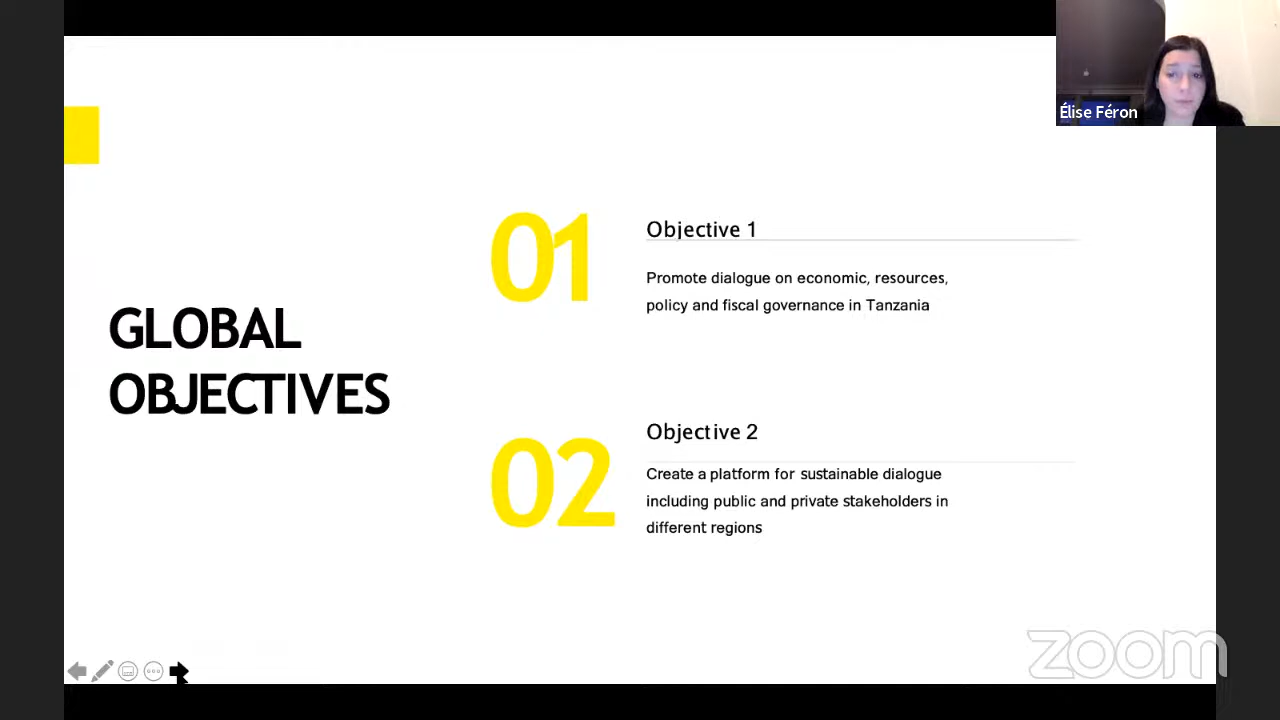 Élise Féron
GLOBAL
OBJECTIVES
01
Objective 1
Promote dialogue on economic, resources,
policy and fiscal governance in Tanzania
02
Objective 2
Create a platform for sustainable dialogue
including public and private stakeholders in
different regions
zoom